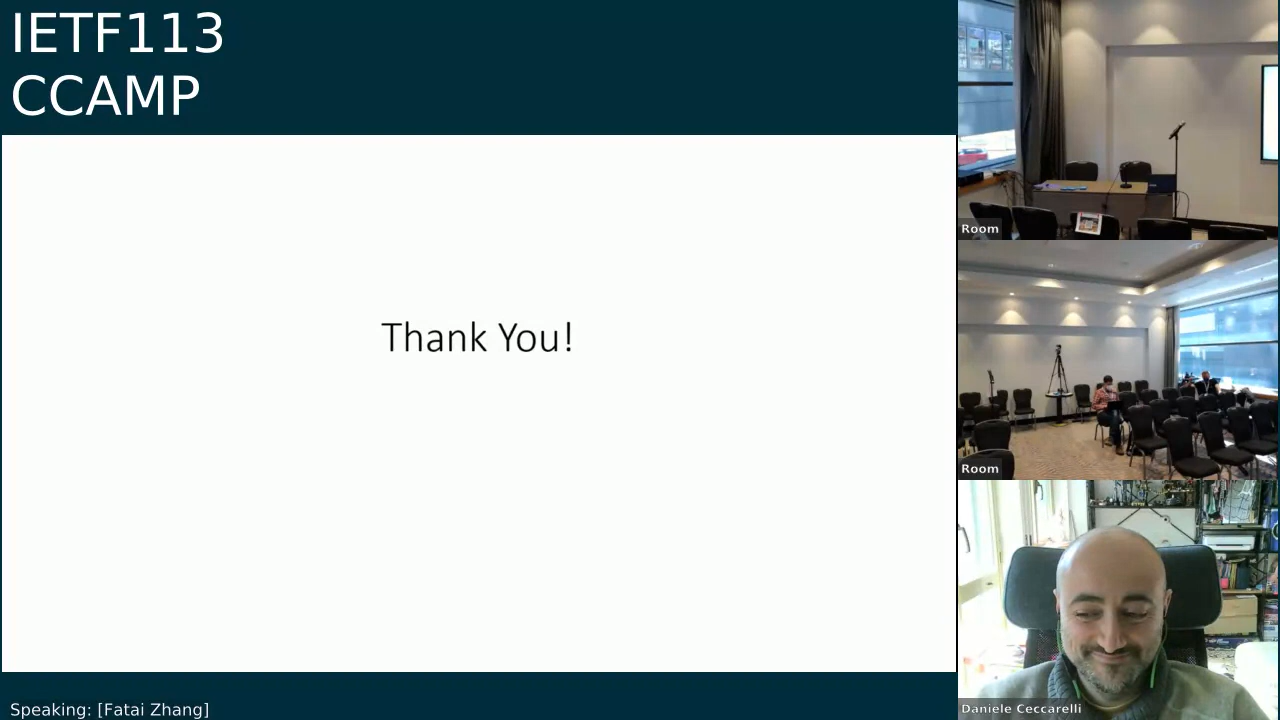 IETF113
CCAMP
Thank You!
Speaking: [Fatai Zhang]
Room
Room
Daniele Ceccarelli